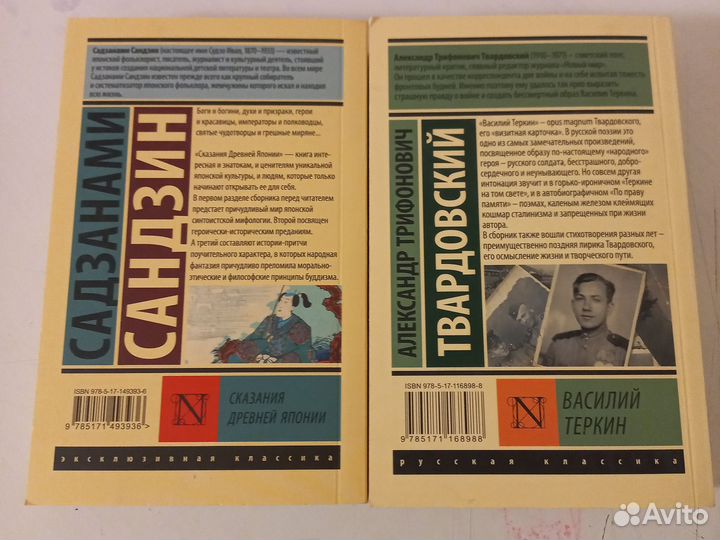 Садзанами Сандзин (настоящее имя Судзо Ивая, 1870–1933) — известный
японский фольклорист, писатель, журналист и культурный деятель, стоявший
у истоков создания национальной детской литературы и театра. Во всем мире
Садзанами Сандзин известен прежде всего как крупный собиратель
и систематизатор японского фольклора, жемчужины которого искал и находил
всю жизнь.
САДЗАНАМИ
САНДЗИН
Боги и богини, духи и призраки, герои
и красавицы, императоры и полководцы,
святые чудотворцы и грешные миряне...
«Сказания Древней Японии» — книга инте-
ресная и знатокам, и ценителям уникальной
японской культуры, и людям, которые только
начинают открывать ее для себя.
В первом разделе сборника перед читателем
предстает причудливый мир японской
синтоистской мифологии. Второй посвящен
героически-историческим преданиям.
А третий составляют истории-притчи
поучительного характера, в которых народная
фантазия причудливо преломила морально-
этические и философские принципы буддизма.
ISBN 978-5-17-149393-6
9 785171 493936 >
N
СКАЗАНИЯ
ДРЕВНЕЙ ЯПОНИИ
эксклюзивная классика
Александр Трифонович Твардовский (1910–1971) – советский поэт,
литературный критик, главный редактор журнала «Новый мир».
Он прошел в качестве корреспондента две войны и на себе испытал тяжесть
фронтовых будней. Именно поэтому ему удалось так ярко выразить
страшную правду о войне и создать бессмертный образ Василия Теркина.
АЛЕКСАНДР ТРИФОНОВИЧ
ТВАРДОВСКИЙ
«Василий Теркин» – opus magnum Твардовского,
его «визитная карточка». В русской поэзии это
одно из самых замечательных произведений,
посвященное образу по-настоящему «народного»
героя – русского солдата, бесстрашного, добро-
сердечного и неунывающего. Но совсем другая
интонация звучит и в горько-ироничном «Теркине
на том свете», и в автобиографичном «По праву
памяти» – поэмах, каленым железом клеймящих
кошмар сталинизма и запрещенных при жизни
автора.
В сборник также вошли стихотворения разных лет –
преимущественно поздняя лирика Твардовского,
его осмысление жизни и творческого пути.
ISBN 978-5-17-116898-8
9 785171 168988
N
ВАСИЛИЙ
ТЕРКИН
русская классика
Avito